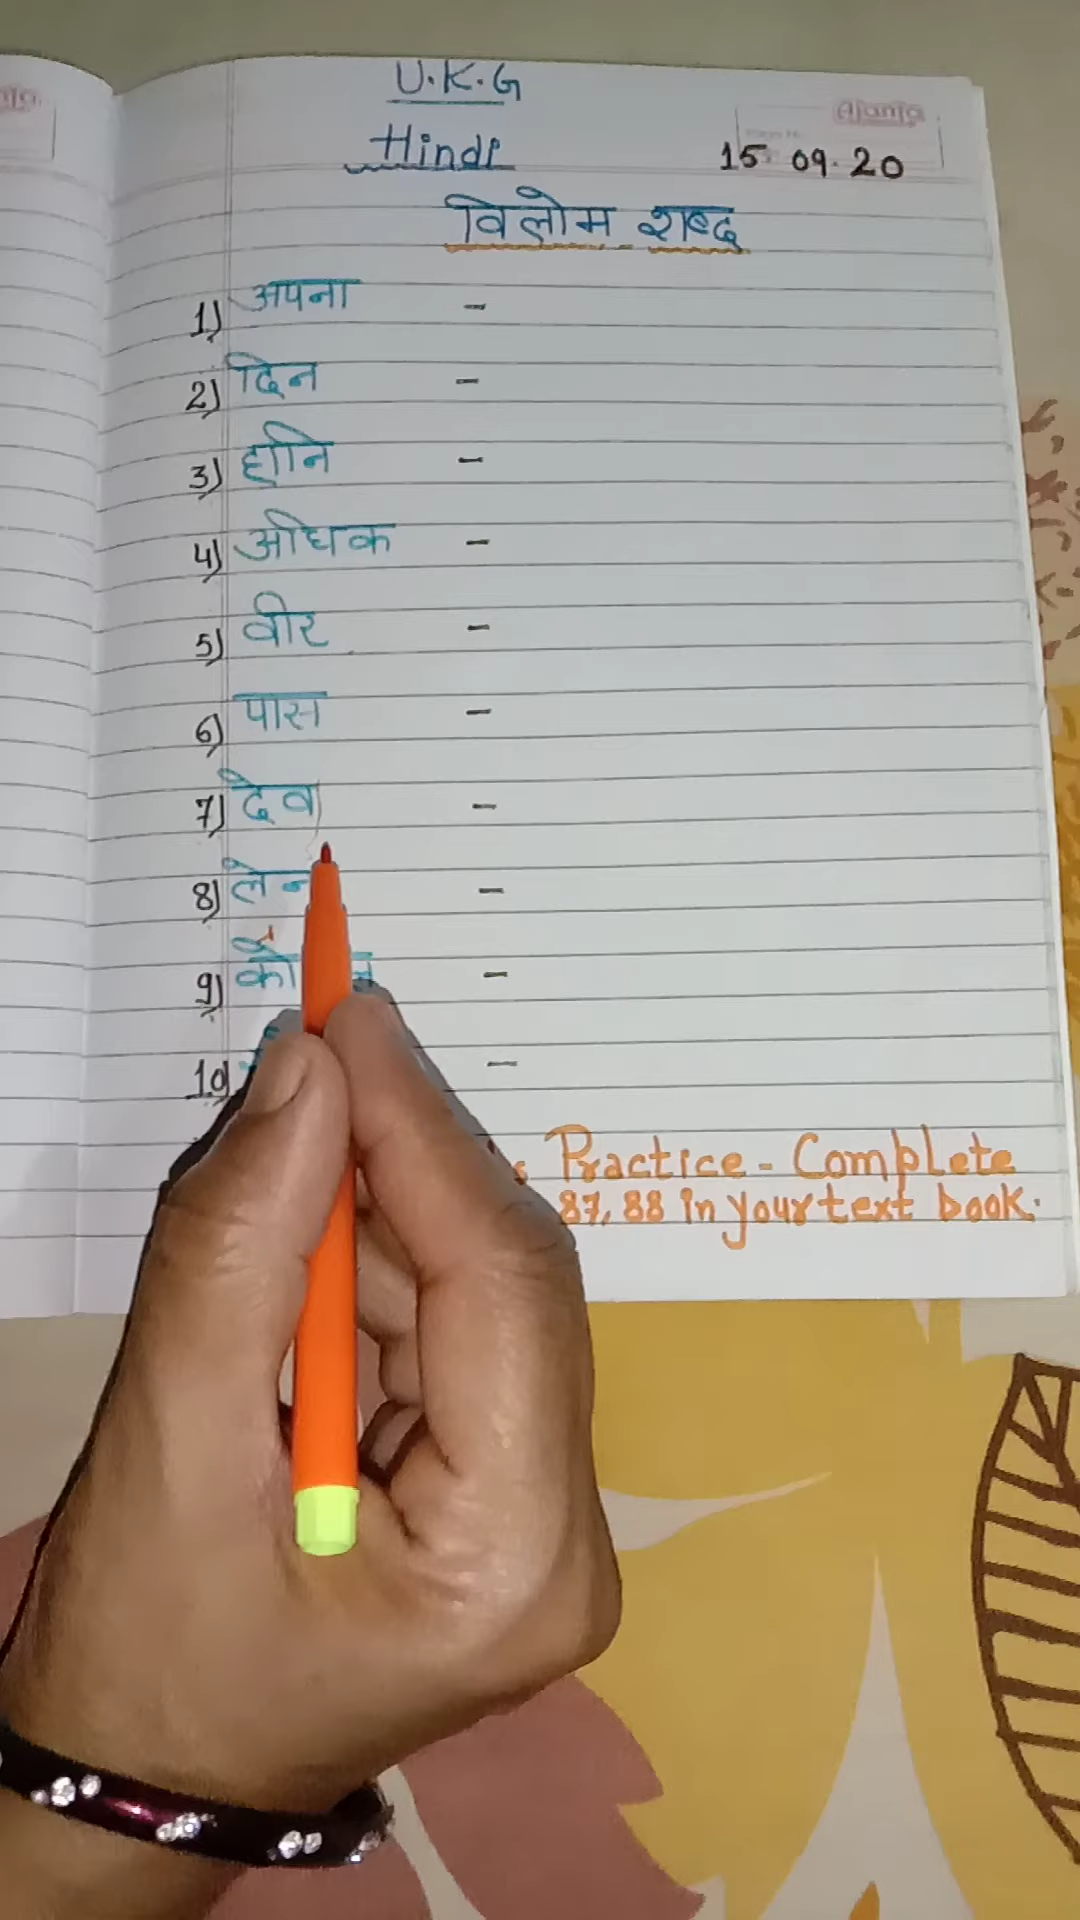 U.K.G
Hindi
Ajanta
15 09.20
विलोम शब्द
1) अपना -
2) दिन -
3) हानि -
4) अधिक -
5) वीर -
6) पास -
7) देव -
8) -
9) -
10) -
Practice - Complete
87, 88 in your text book.